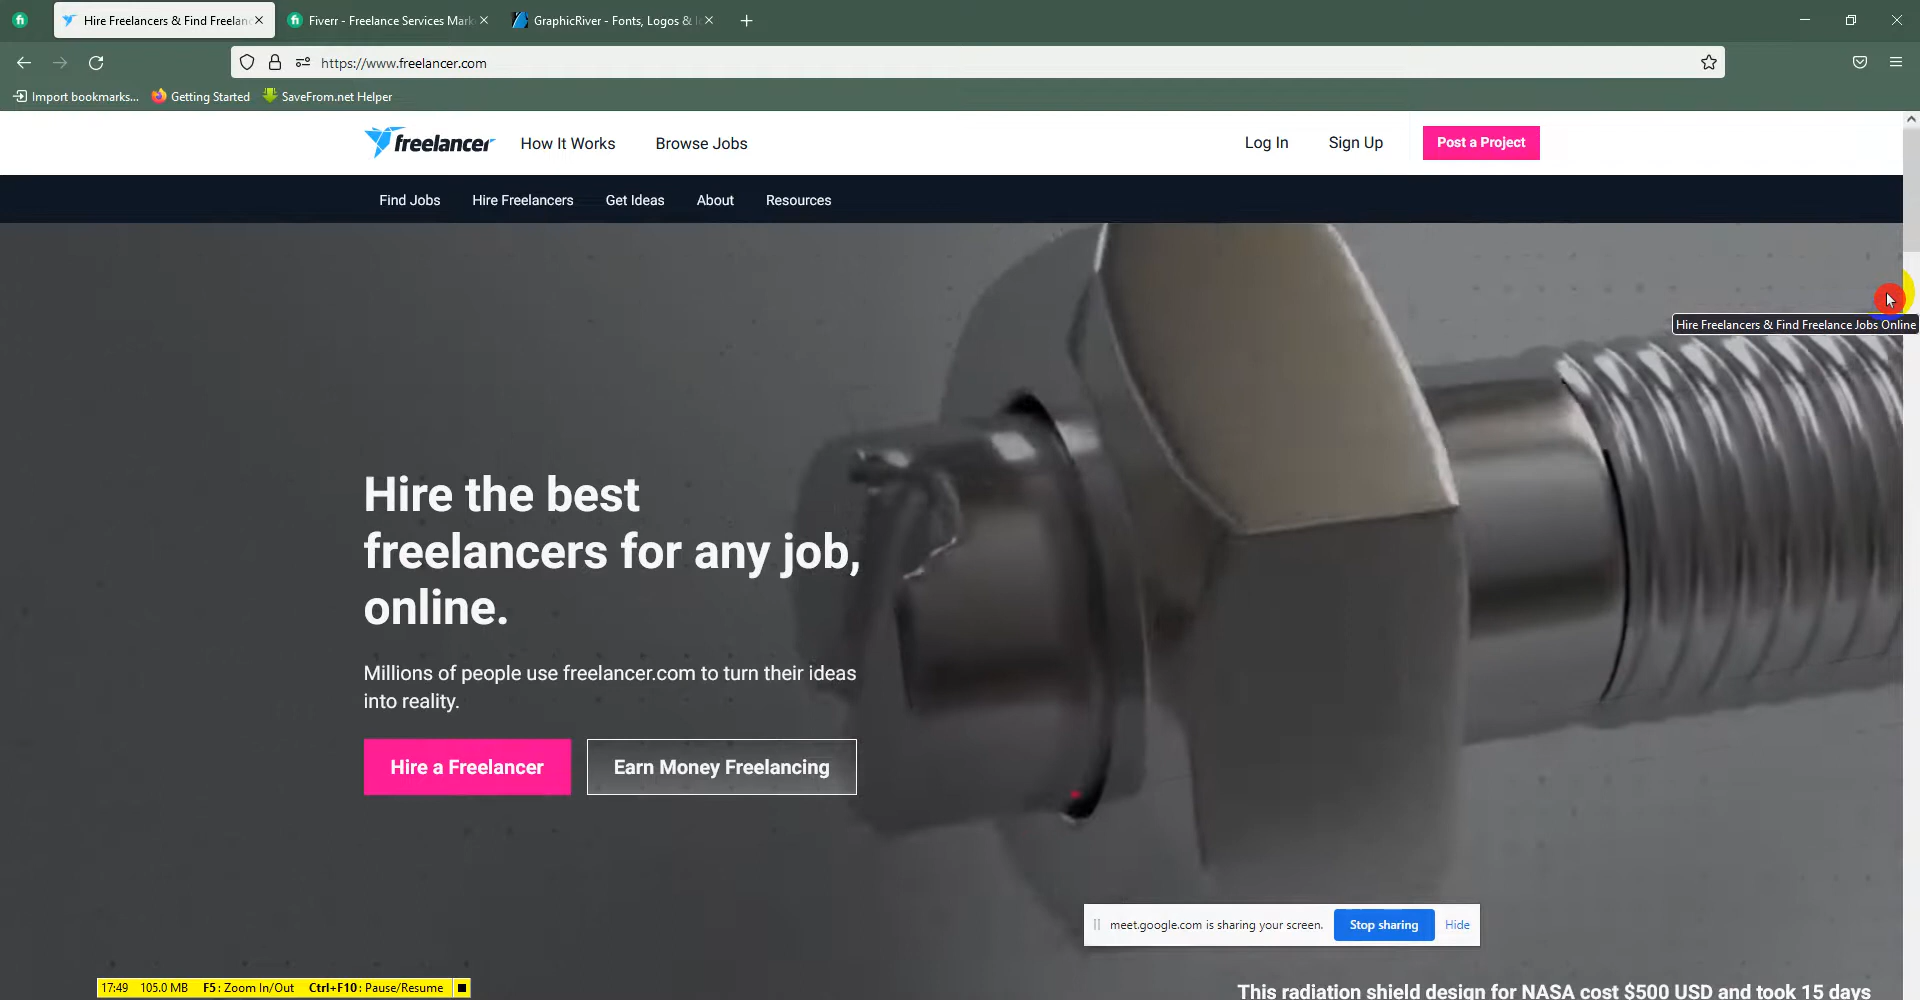 Hire Freelancers & Find Freelan
Fiverr - Freelance Services Mark
GraphicRiver - Fonts, Logos &
https://www.freelancer.com
Import bookmarks...
Getting Started
SaveFrom.net Helper
freelancer
How It Works
Browse Jobs
Log In
Sign Up
Post a Project
Find Jobs
Hire Freelancers
Get Ideas
About
Resources
Hire Freelancers & Find Freelance Jobs Online
Hire the best
freelancers for any job,
online.
Millions of people use freelancer.com to turn their ideas
into reality.
Hire a Freelancer
Earn Money Freelancing
meet.google.com is sharing your screen.
Stop sharing
Hide
17:49 105.0 MB F5: Zoom In/Out Ctrl+F10: Pause/Resume
This radiation shield design for NASA cost $500 USD and took 15 days